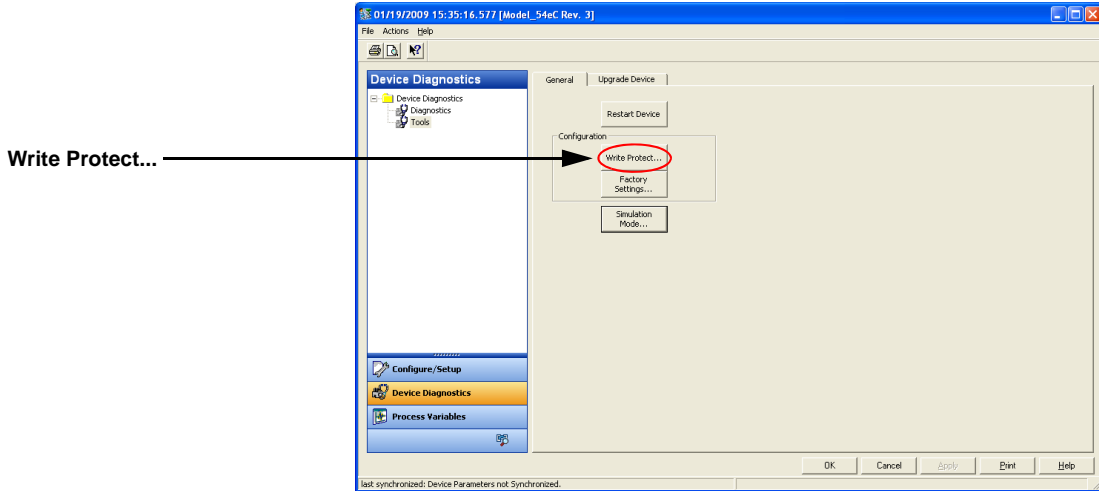 01/19/2009 15:35:16.577 [Model_54eC Rev. 3]
File Actions Help
Device Diagnostics
Device Diagnostics
Diagnostics
Tools
General
Upgrade Device
Restart Device
Configuration
Write Protect...
Write Protect...
Factory
Settings...
Simulation
Mode...
Configure/Setup
Device Diagnostics
Process Variables
OK
Cancel
Apply
Print
Help
last synchronized: Device Parameters not Synchronized.